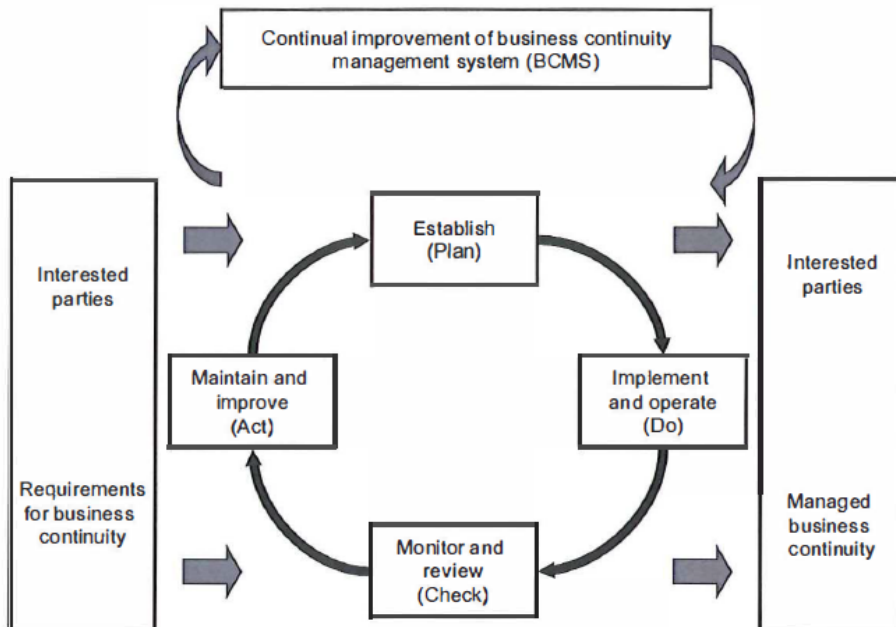 Continual improvement of business continuity
management system (BCMS)
Establish
(Plan)
Interested
parties
Interested
parties
Maintain and
improve
(Act)
Implement
and operate
(Do)
Requirements
for business
continuity
Managed
business
continuity
Monitor and
review
(Check)